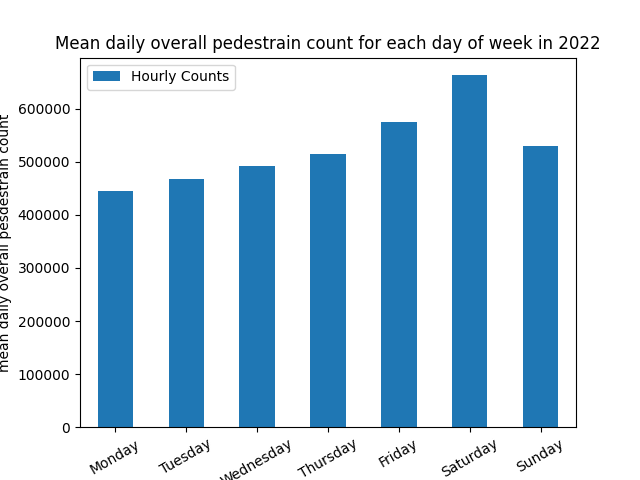 Mean daily overall pedestrain count for each day of week in 2022
Hourly Counts
mean daily overall pesdestrain count
600000
500000
400000
300000
200000
100000
0
Monday
Tuesday
Wednesday
Thursday
Friday
Saturday
Sunday